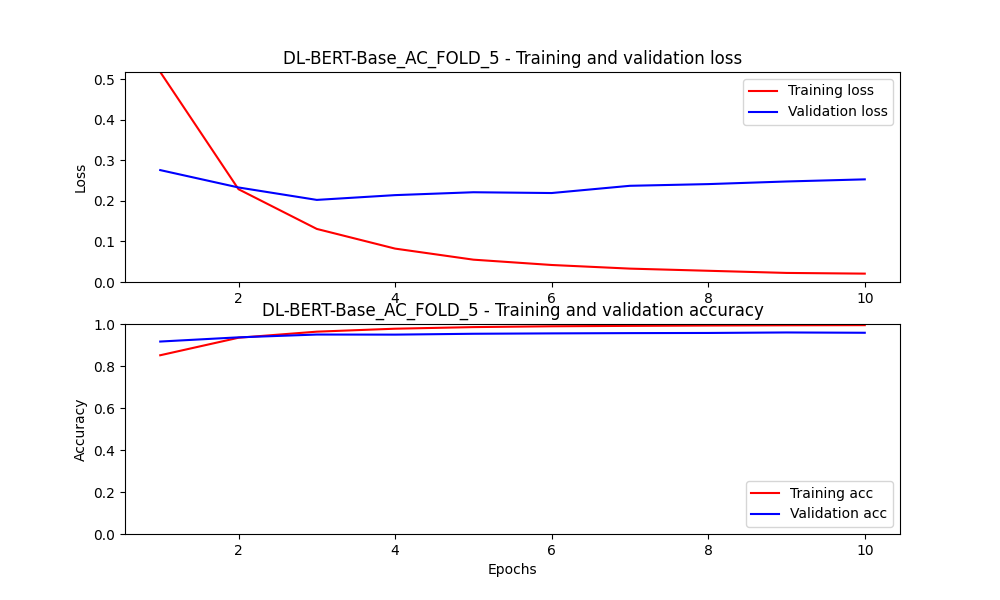 DL-BERT-Base_AC_FOLD_5 - Training and validation loss
Loss
0.5
0.4
0.3
0.2
0.1
0.0
Training loss
Validation loss
2 4 6 8 10
DL-BERT-Base_AC_FOLD_5 - Training and validation accuracy
Accuracy
1.0
0.8
0.6
0.4
0.2
0.0
Training acc
Validation acc
2 4 6 8 10
Epochs